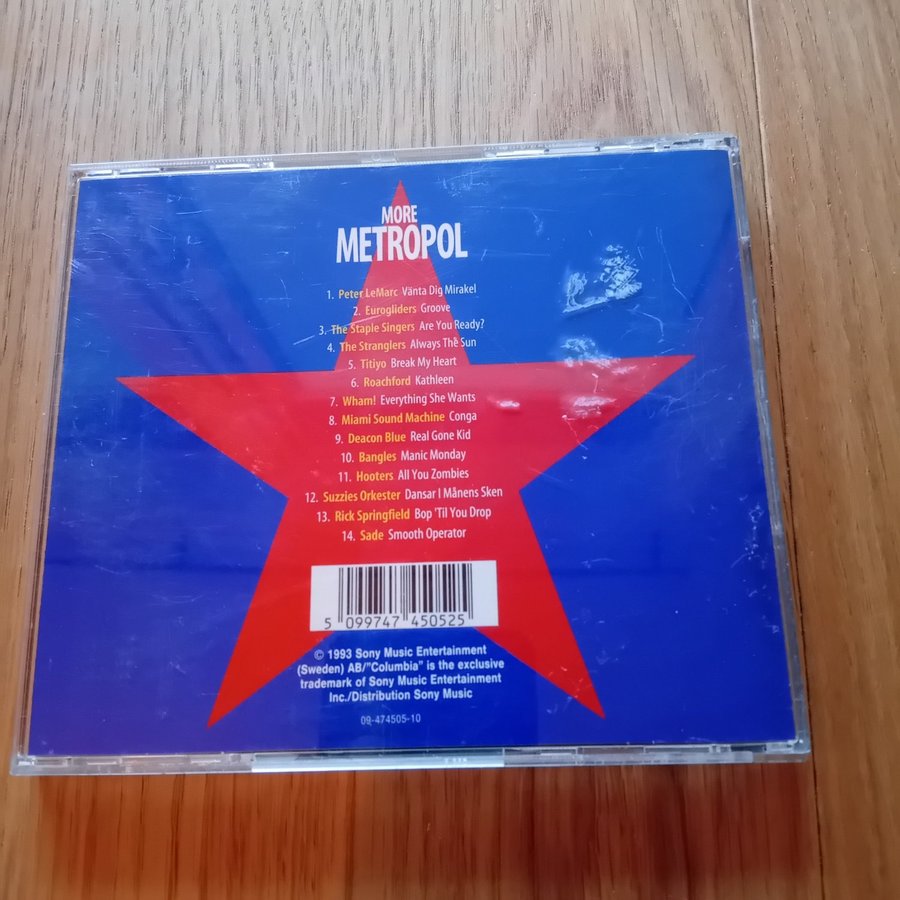 MORE
METROPOL
1. Peter LeMarc Vänta Dig Mirakel
2. Eurogliders Groove
3. The Staple Singers Are You Ready?
4. The Stranglers Always The Sun
5. Titiyo Break My Heart
6. Roachford Kathleen
7. Wham! Everything She Wants
8. Miami Sound Machine Conga
9. Deacon Blue Real Gone Kid
10. Bangles Manic Monday
11. Hooters All You Zombies
12. Suzzies Orkester Dansar I Månens Sken
13. Rick Springfield Bop 'Til You Drop
14. Sade Smooth Operator
5 099747 450525
© 1993 Sony Music Entertainment
(Sweden) AB/"Columbia" is the exclusive
trademark of Sony Music Entertainment
Inc./Distribution Sony Music
09-474505-10